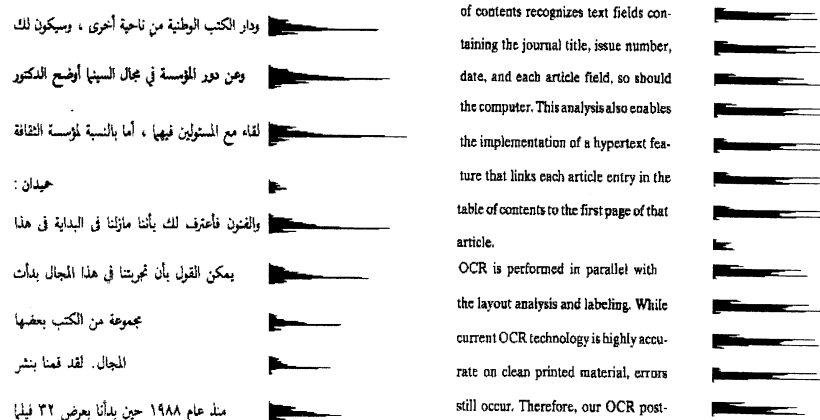 ودار الكتب الوطنية من ناحية أخرى ، وسيكون لك
وعن دور المؤسسة في مجال السينما أوضح الدكتور
لقاء مع المسئولين فيهما ، أما بالنسبة لمؤسسة الثقافة
حميدان :
والفنون فأعترف لك بأننا مازلنا فى البداية فى هذا
يمكن القول بأن تجربتنا في هذا المجال بدأت
مجموعة من الكتب بعضها
المجال. لقد قمنا بنشر
منذ عام ١٩٨٨ حين بدأنا بعرض ٣٢ فيلما
of contents recognizes text fields con-
taining the journal title, issue number,
date, and each article field, so should
the computer. This analysis also enables
the implementation of a hypertext fea-
ture that links each article entry in the
table of contents to the first page of that
article.
OCR is performed in parallel with
the layout analysis and labeling. While
current OCR technology is highly accu-
rate on clean printed material, errors
still occur. Therefore, our OCR post-